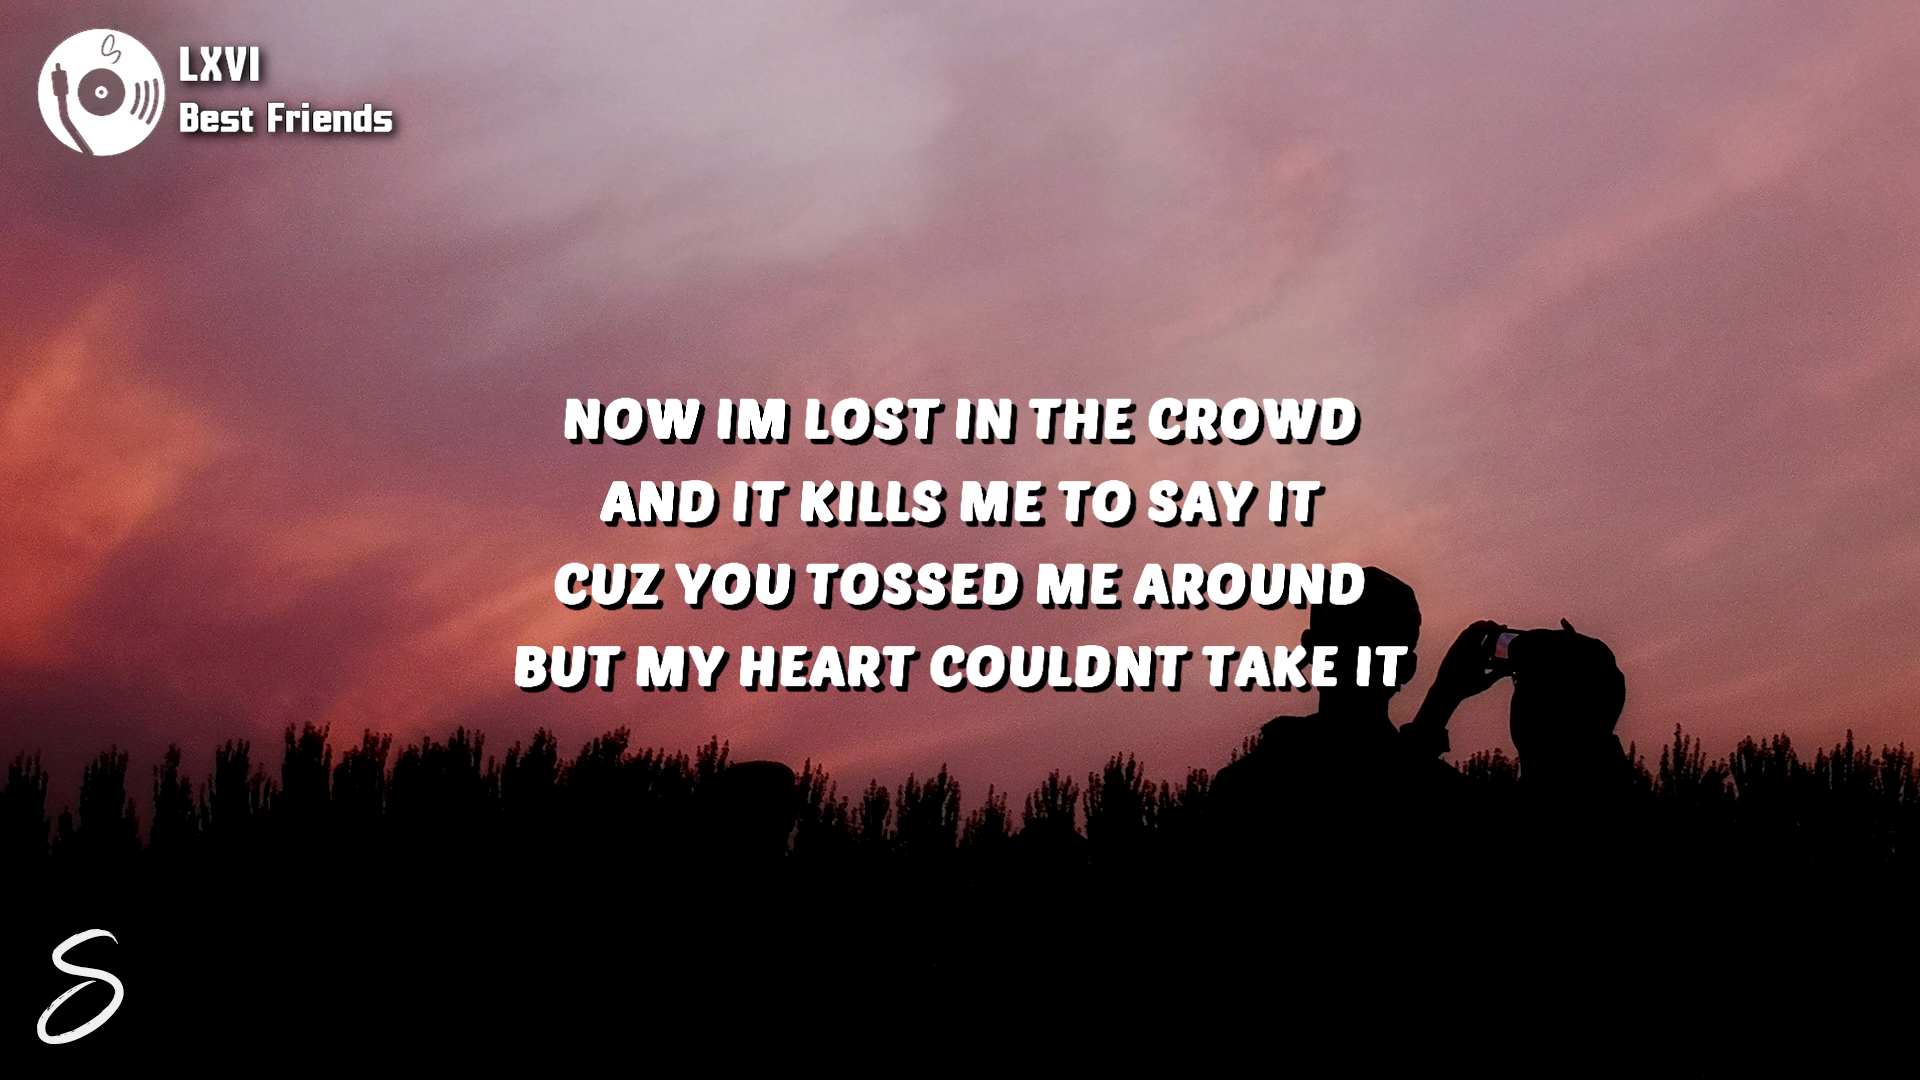 LXVI
Best Friends
NOW IM LOST IN THE CROWD
AND IT KILLS ME TO SAY IT
CUZ YOU TOSSED ME AROUND
BUT MY HEART COULDNT TAKE IT
S